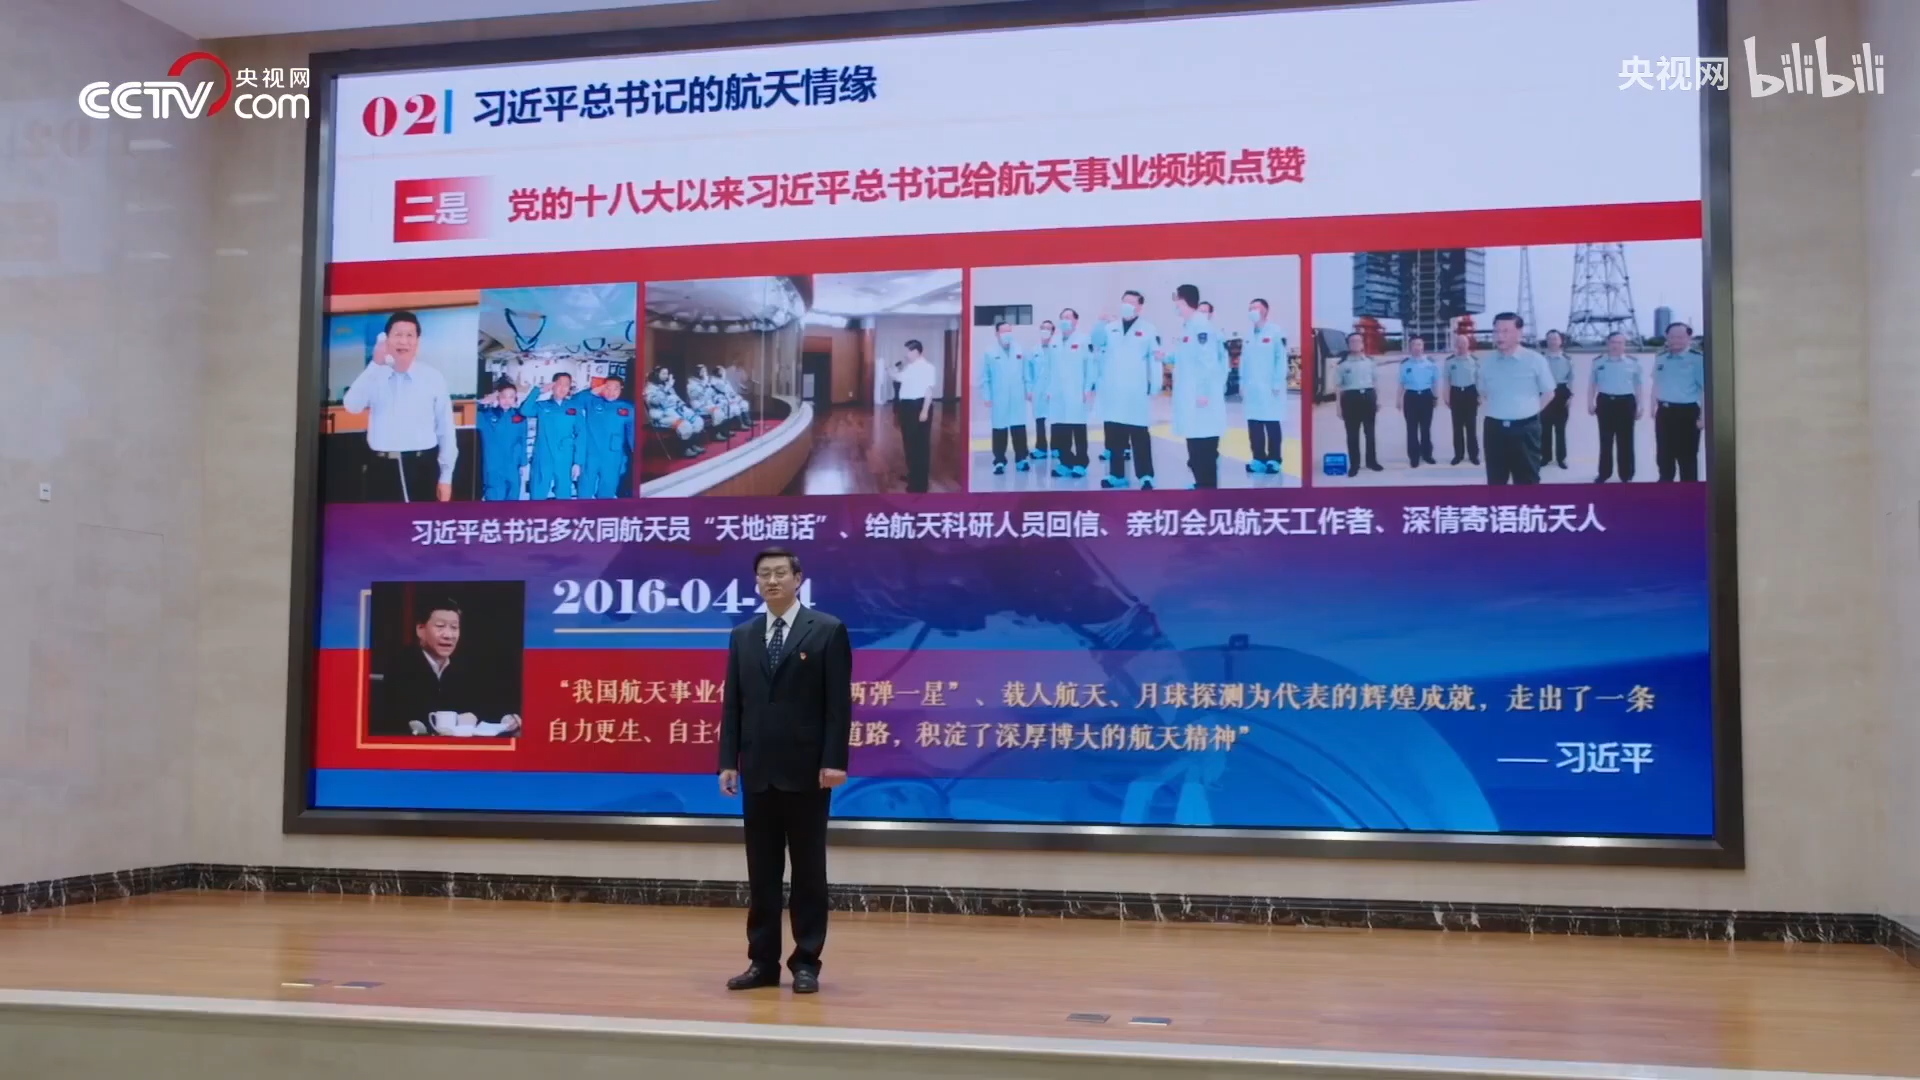 CCTV 央视网
com
央视网 bilibili
02 习近平总书记的航天情缘
二是 党的十八大以来习近平总书记给航天事业频频点赞
习近平总书记多次同航天员“天地通话”、给航天科研人员回信、亲切会见航天工作者、深情寄语航天人
2016-04-24
“我国航天事业 两弹一星”、载人航天、月球探测为代表的辉煌成就，走出了一条
自力更生、自主 道路，积淀了深厚博大的航天精神”
——习近平